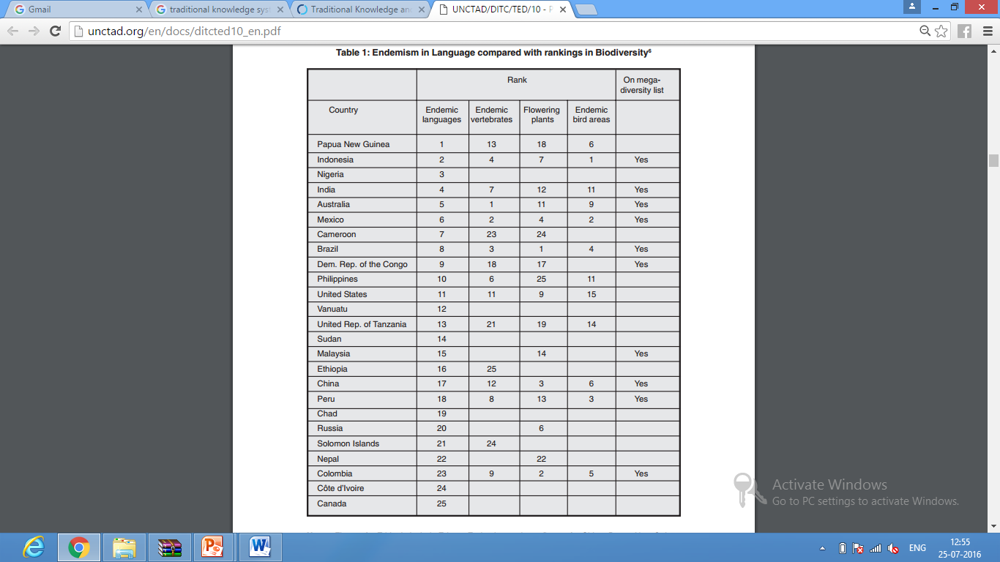 Gmail
traditional knowledge sys
Traditional Knowledge an
UNCTAD/DITC/TED/10 -
unctad.org/en/docs/ditcted10_en.pdf
Table 1: Endemism in Language compared with rankings in Biodiversity⁶
Rank On mega-
diversity list
Country Endemic languages Endemic vertebrates Flowering plants Endemic bird areas
Papua New Guinea 1 13 18 6
Indonesia 2 4 7 1 Yes
Nigeria 3
India 4 7 12 11 Yes
Australia 5 1 11 9 Yes
Mexico 6 2 4 2 Yes
Cameroon 7 23 24
Brazil 8 3 1 4 Yes
Dem. Rep. of the Congo 9 18 17 Yes
Philippines 10 6 25 11
United States 11 11 9 15
Vanuatu 12
United Rep. of Tanzania 13 21 19 14
Sudan 14
Malaysia 15 14 Yes
Ethiopia 16 25
China 17 12 3 6 Yes
Peru 18 8 13 3 Yes
Chad 19
Russia 20 6
Solomon Islands 21 24
Nepal 22 22
Colombia 23 9 2 5 Yes
Côte d'Ivoire 24
Canada 25
Activate Windows
Go to PC settings to activate Windows.
ENG
12:55
25-07-2016